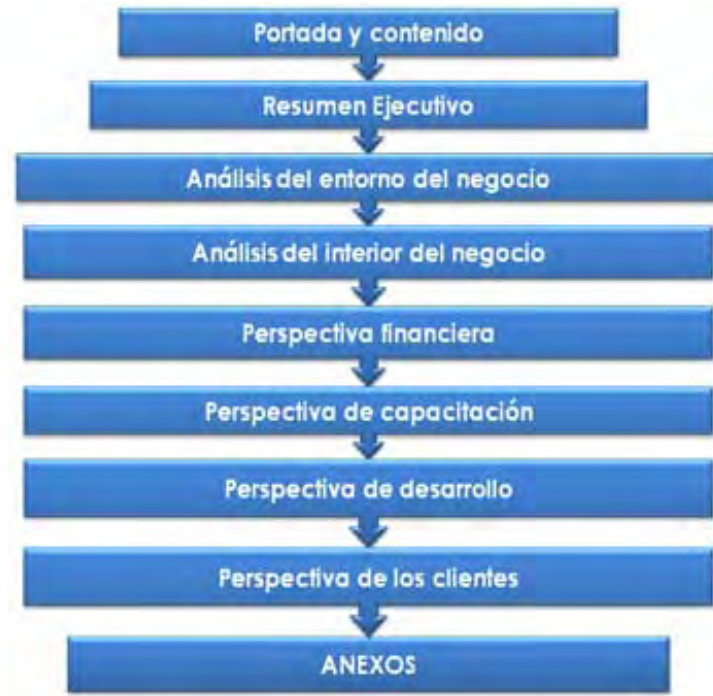 Portada y contenido
Resumen Ejecutivo
Análisis del entorno del negocio
Análisis del interior del negocio
Perspectiva financiera
Perspectiva de capacitación
Perspectiva de desarrollo
Perspectiva de los clientes
ANEXOS